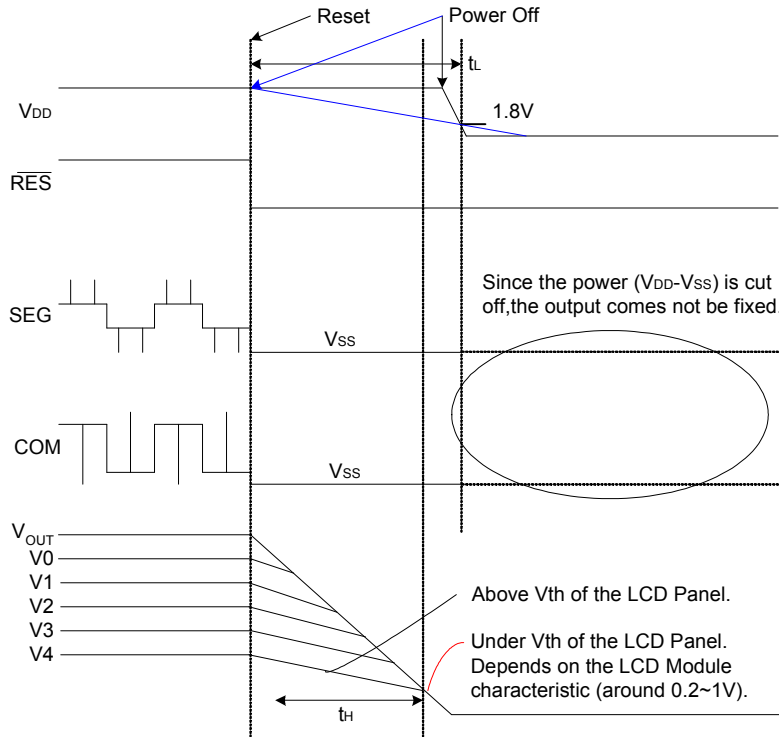 Reset
Power Off
tL
VDD
1.8V
RES
Since the power (VDD-VSS) is cut
off,the output comes not be fixed.
SEG
VSS
COM
VSS
VOUT
V0
V1
V2
V3
V4
Above Vth of the LCD Panel.
Under Vth of the LCD Panel.
Depends on the LCD Module
characteristic (around 0.2~1V).
tH